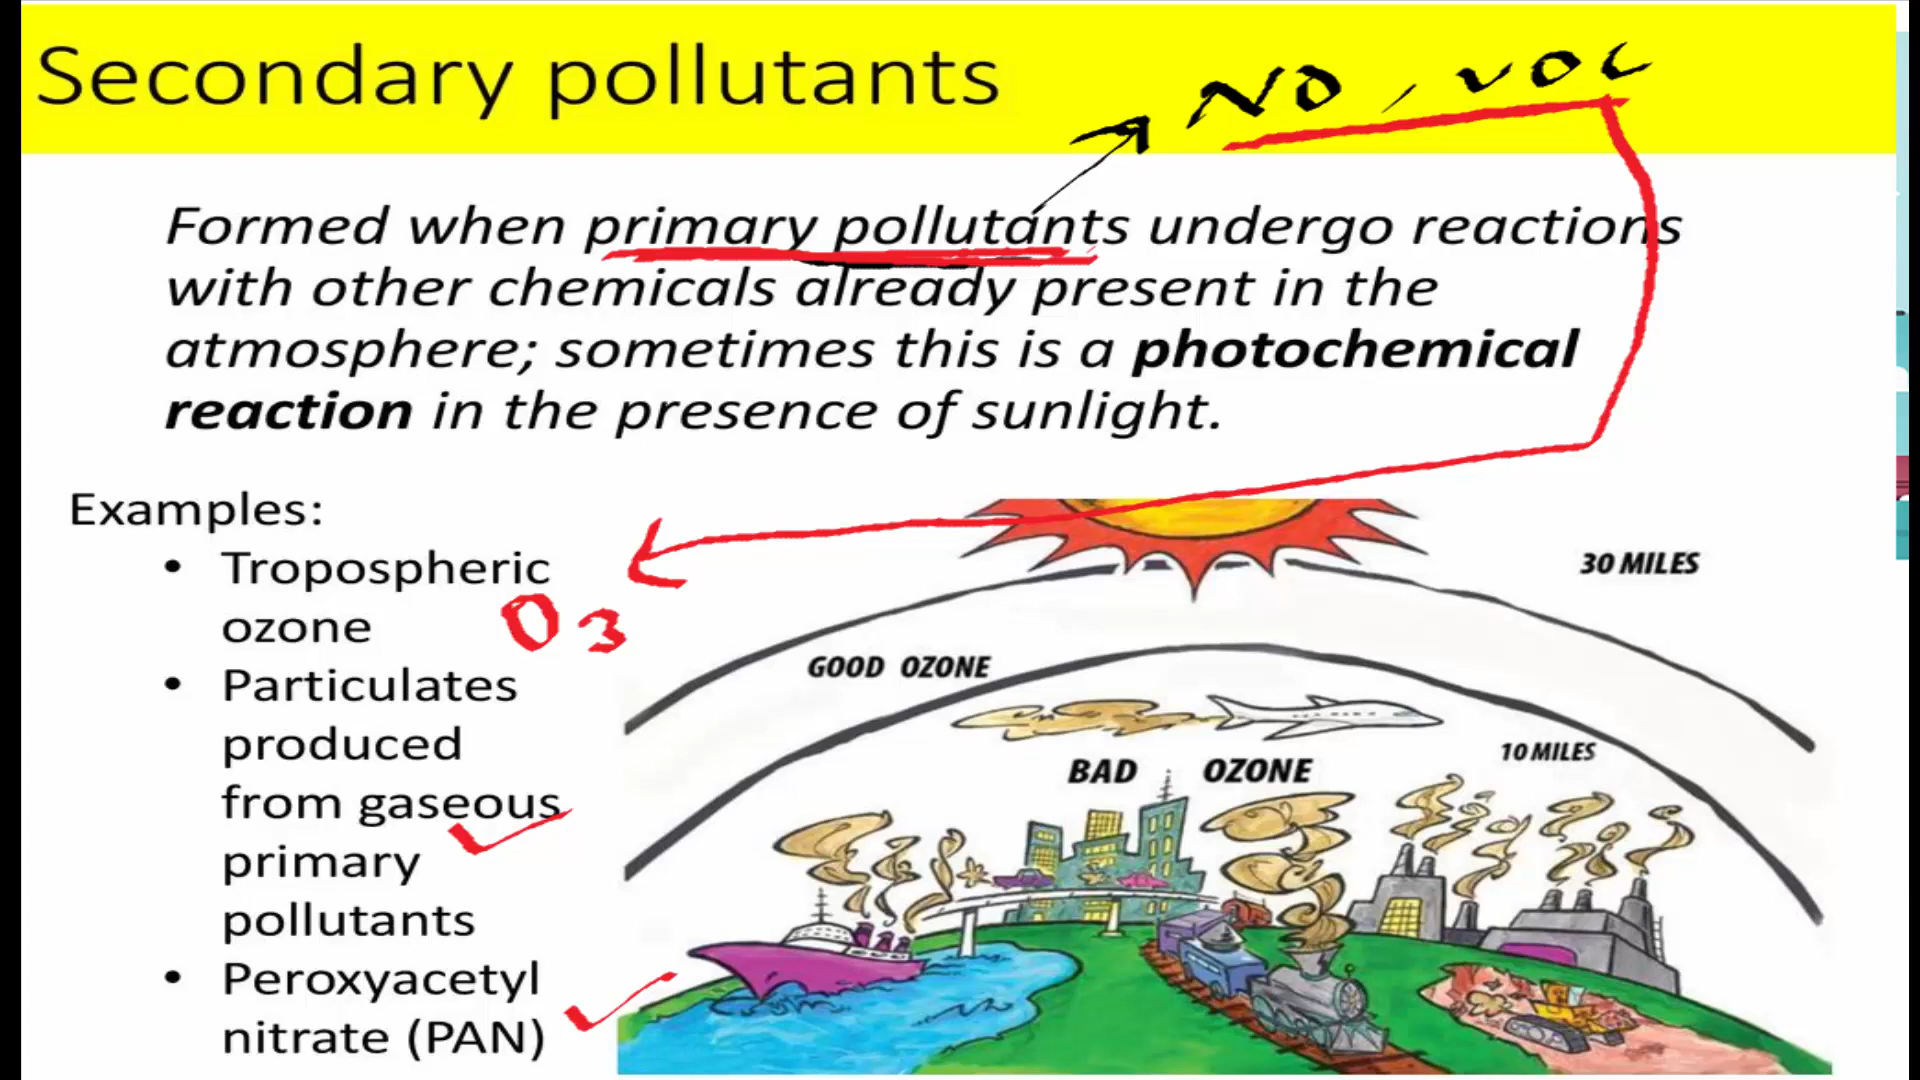 Secondary pollutants
NO, VOC
Formed when primary pollutants undergo reactions
with other chemicals already present in the
atmosphere; sometimes this is a photochemical
reaction in the presence of sunlight.
Examples:
• Tropospheric
ozone
O3
• Particulates
produced
from gaseous
primary
pollutants
• Peroxyacetyl
nitrate (PAN)
30 MILES
GOOD OZONE
10 MILES
BAD OZONE